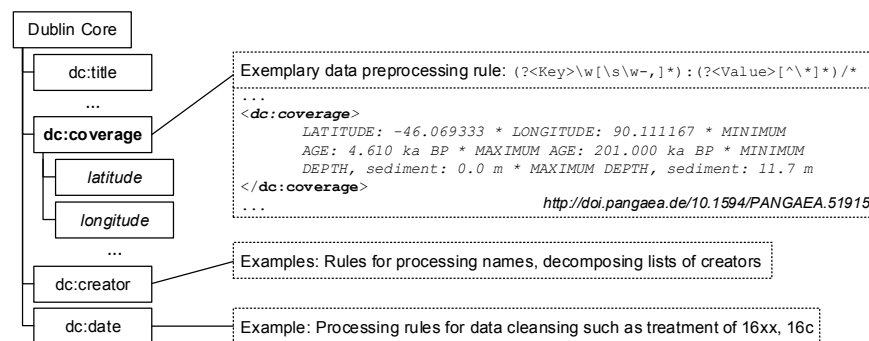 Dublin Core
dc:title
...
dc:coverage
latitude
longitude
...
dc:creator
dc:date
Exemplary data preprocessing rule: (?<Key>\w[\s\w-,]*):(?<Value>[^\*]*)/*
...
<dc:coverage>
LATITUDE: -46.069333 * LONGITUDE: 90.111167 * MINIMUM
AGE: 4.610 ka BP * MAXIMUM AGE: 201.000 ka BP * MINIMUM
DEPTH, sediment: 0.0 m * MAXIMUM DEPTH, sediment: 11.7 m
</dc:coverage>
...
http://doi.pangaea.de/10.1594/PANGAEA.51915
Examples: Rules for processing names, decomposing lists of creators
Example: Processing rules for data cleansing such as treatment of 16xx, 16c